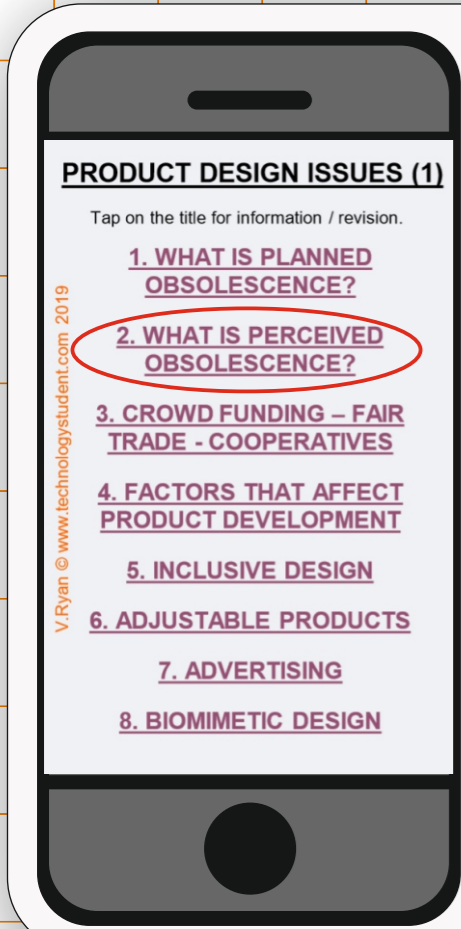 PRODUCT DESIGN ISSUES (1)
Tap on the title for information / revision.
1. WHAT IS PLANNED
OBSOLESCENCE?
2. WHAT IS PERCEIVED
OBSOLESCENCE?
3. CROWD FUNDING – FAIR
TRADE - COOPERATIVES
4. FACTORS THAT AFFECT
PRODUCT DEVELOPMENT
5. INCLUSIVE DESIGN
6. ADJUSTABLE PRODUCTS
7. ADVERTISING
8. BIOMIMETIC DESIGN
V.Ryan © www.technologystudent.com 2019